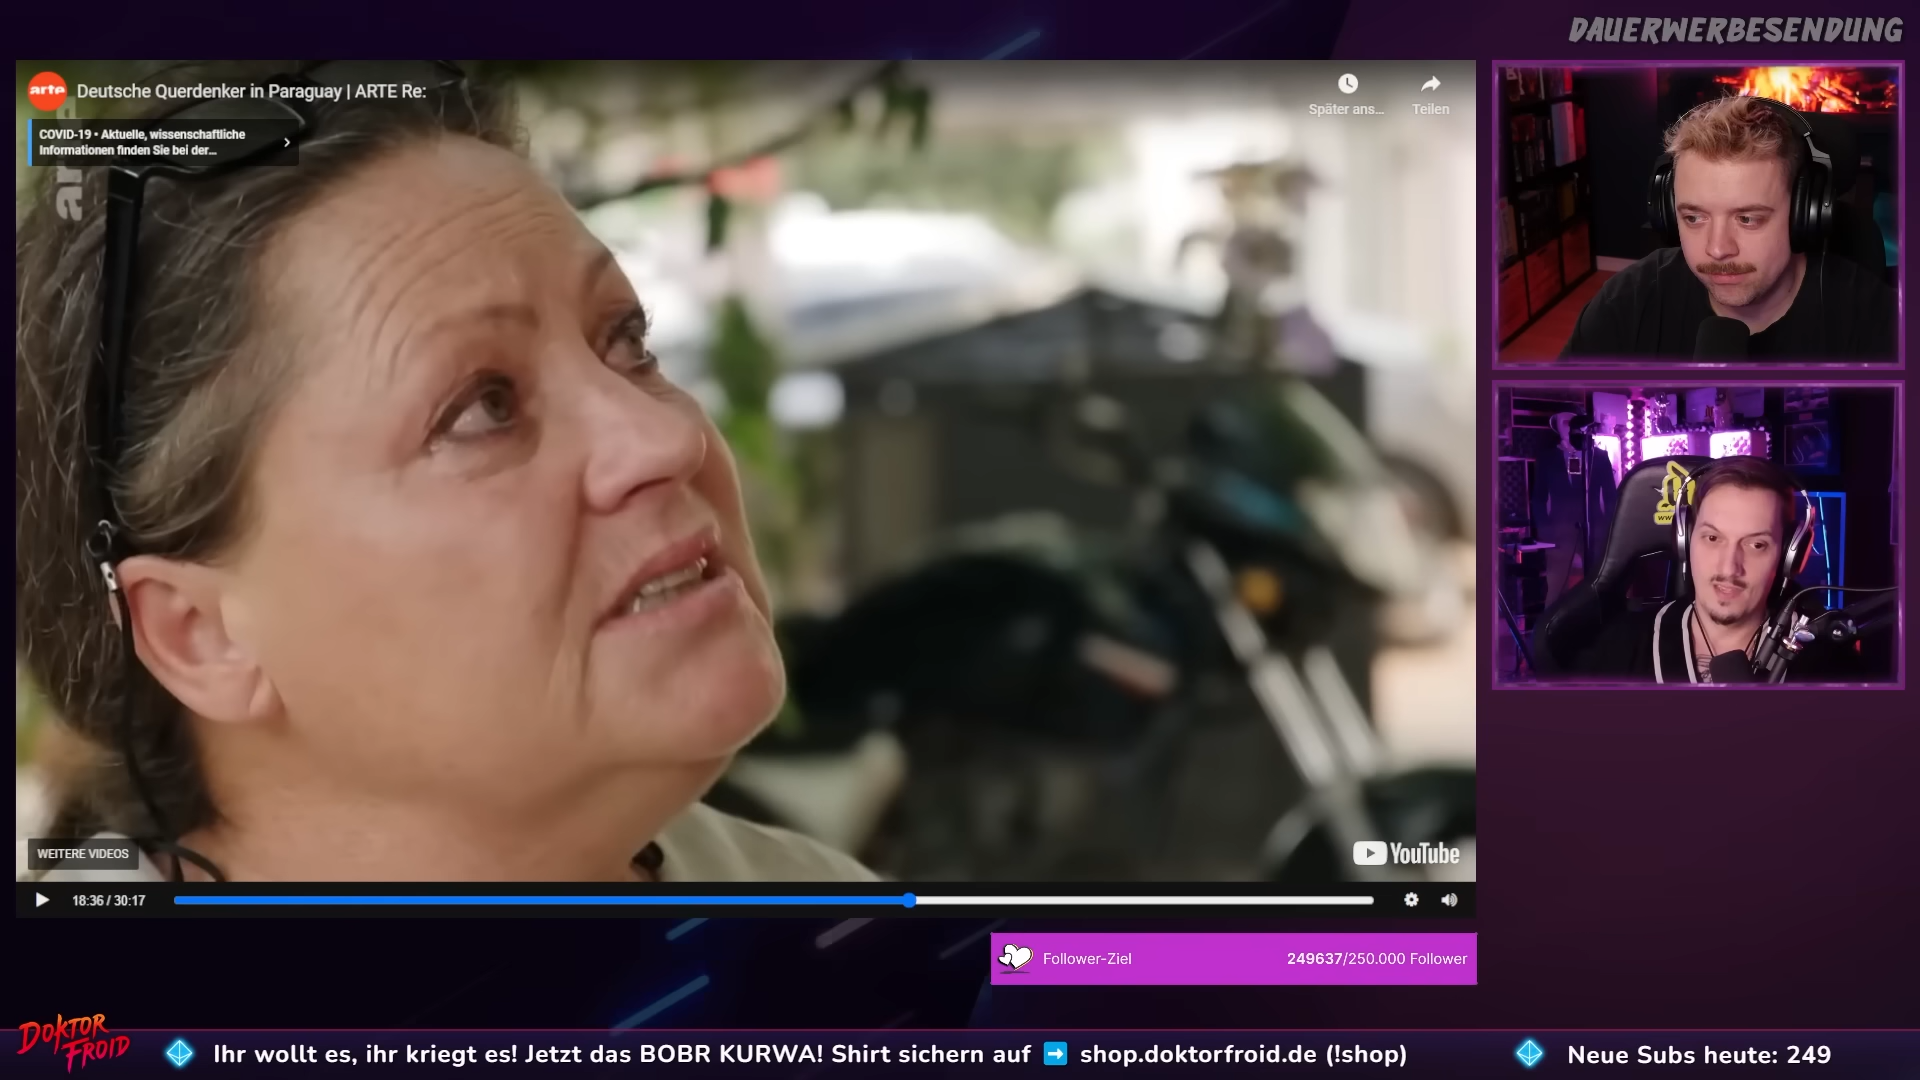 DAUERWERBESENDUNG
arte
Deutsche Querdenker in Paraguay | ARTE Re:
Später ans...
Teilen
COVID-19 • Aktuelle, wissenschaftliche
Informationen finden Sie bei der...
WEITERE VIDEOS
YouTube
18:36 / 30:17
Follower-Ziel
249637/250.000 Follower
DOKTOR
FROID
Ihr wollt es, ihr kriegt es! Jetzt das BOBR KURWA! Shirt sichern auf ➡ shop.doktorfroid.de (!shop)
Neue Subs heute: 249